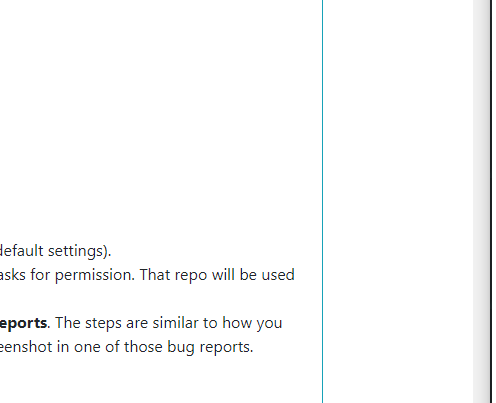 default settings).
asks for permission. That repo will be used
eports. The steps are similar to how you
eenshot in one of those bug reports.